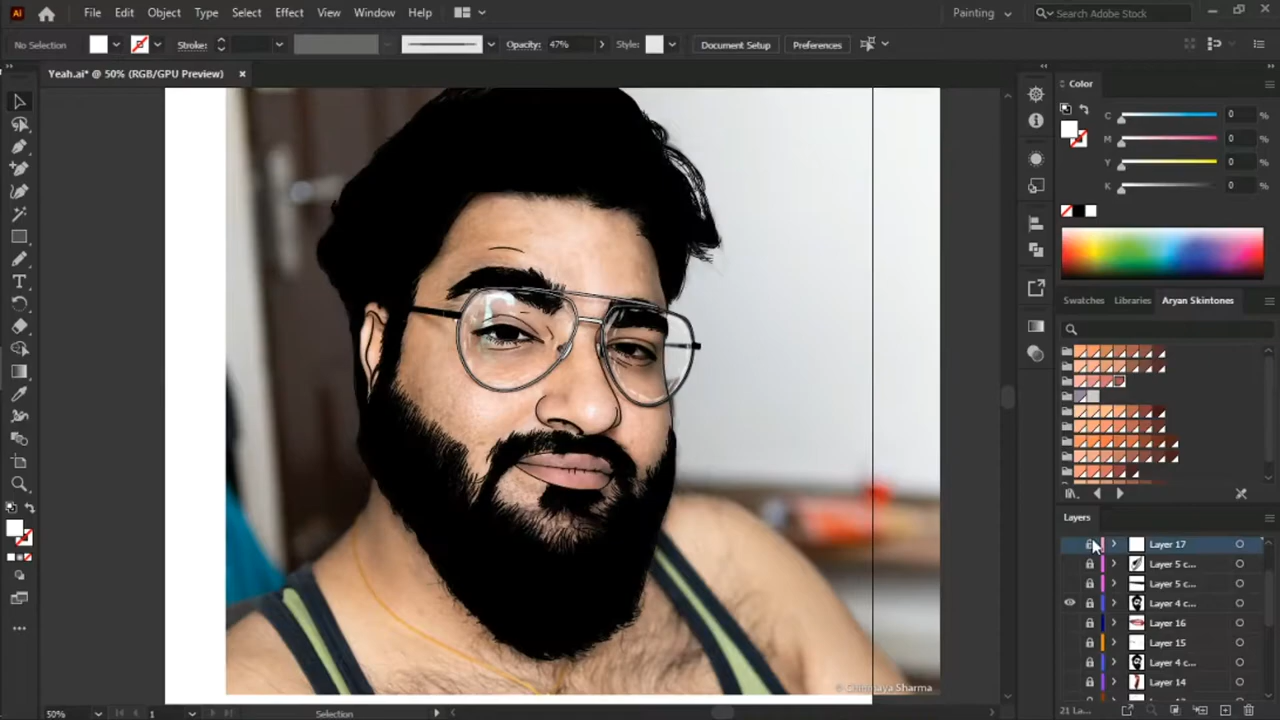 Ai File Edit Object Type Select Effect View Window Help Painting Search Adobe Stock
No Selection Stroke: Opacity: 47% Style: Document Setup Preferences
Yeah.ai* @ 50% (RGB/GPU Preview)
Color
C 0 %
M 0 %
Y 0 %
K 0 %
Swatches Libraries Aryan Skintones
Layers
Layer 17
Layer 5 c...
Layer 5 c...
Layer 4 c...
Layer 16
Layer 15
Layer 4 c...
Layer 14
21 La...
© Chinmaya Sharma
50% 1 Selection